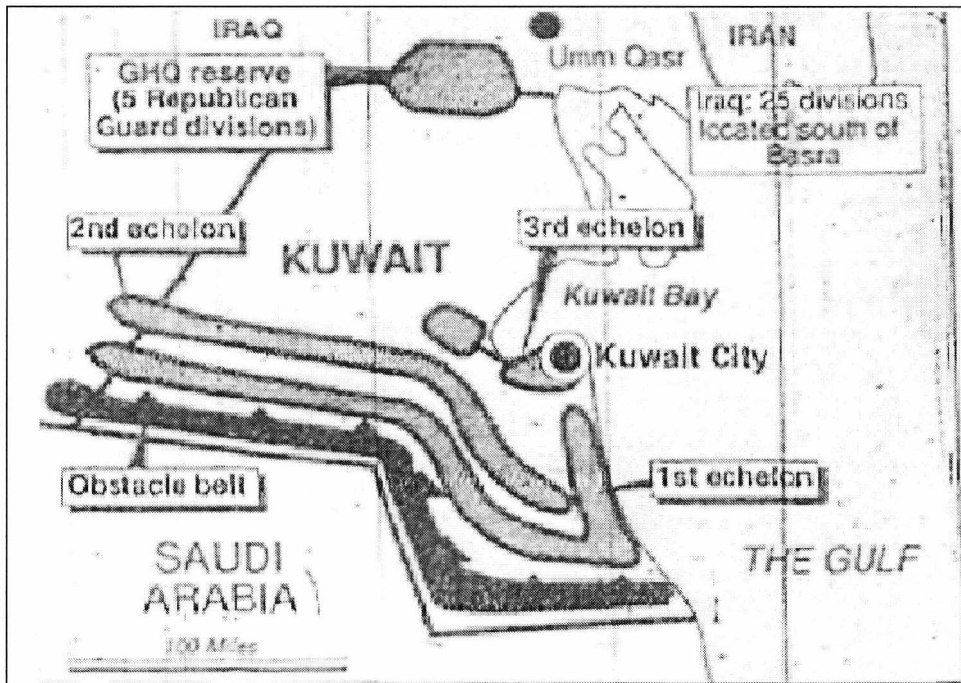 IRAQ
Umm Qasr
IRAN
GHQ reserve
(5 Republican
Guard divisions)
Iraq: 25 divisions
located south of
Basra
2nd echelon
3rd echelon
KUWAIT
Kuwait Bay
Kuwait City
Obstacle belt
1st echelon
SAUDI
ARABIA
THE GULF
100 Miles